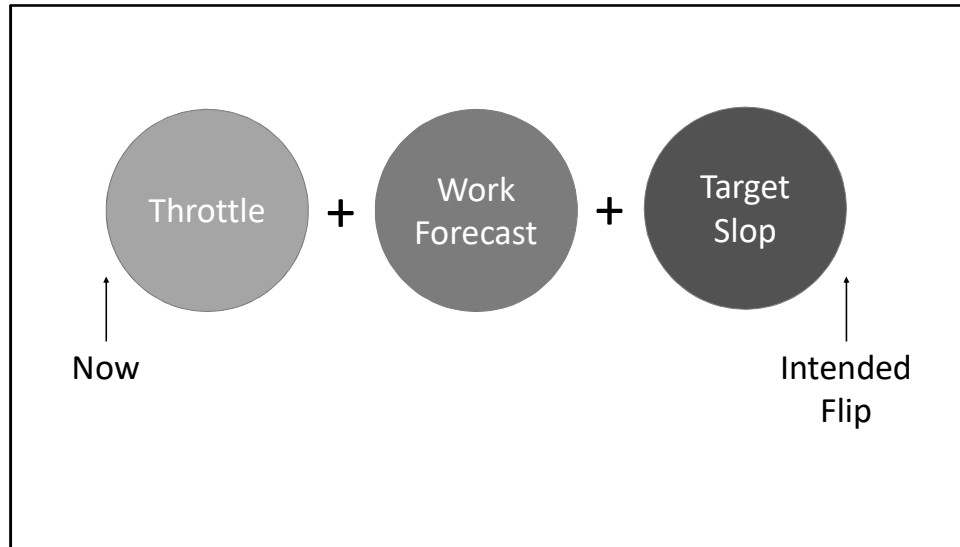 Throttle
+
Work
Forecast
+
Target
Slop
Now
Intended
Flip